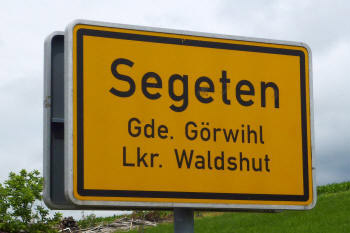 Segeten
Gde. Görwihl
Lkr. Waldshut